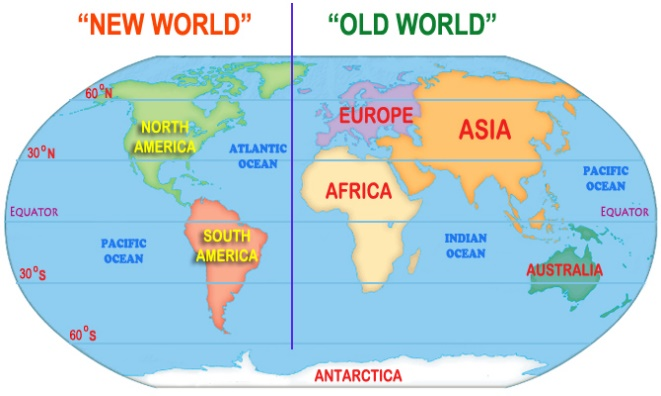 “NEW WORLD”
“OLD WORLD”
60°N
NORTH
AMERICA
ATLANTIC
OCEAN
EUROPE
ASIA
30°N
AFRICA
PACIFIC
OCEAN
EQUATOR
EQUATOR
PACIFIC
OCEAN
SOUTH
AMERICA
INDIAN
OCEAN
30°S
AUSTRALIA
60°S
ANTARCTICA